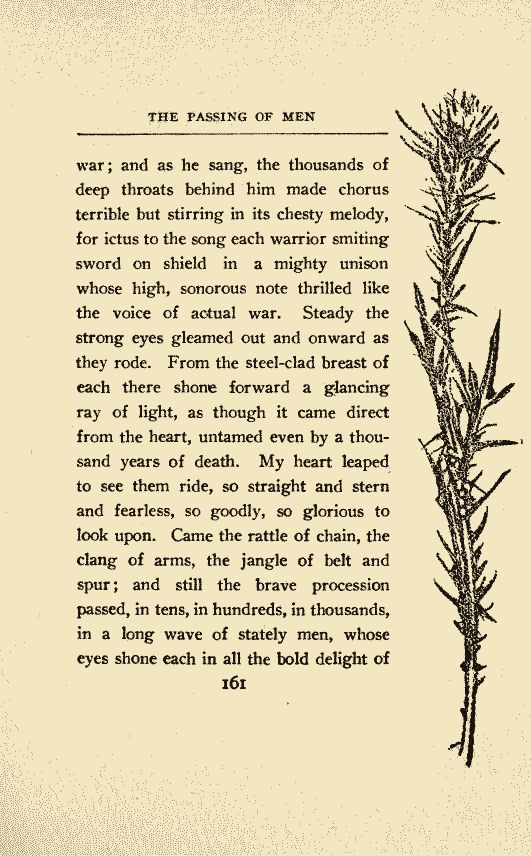 THE PASSING OF MEN
war; and as he sang, the thousands of
deep throats behind him made chorus
terrible but stirring in its chesty melody,
for ictus to the song each warrior smiting
sword on shield in a mighty unison
whose high, sonorous note thrilled like
the voice of actual war. Steady the
strong eyes gleamed out and onward as
they rode. From the steel-clad breast of
each there shone forward a glancing
ray of light, as though it came direct
from the heart, untamed even by a thou-
sand years of death. My heart leaped
to see them ride, so straight and stern
and fearless, so goodly, so glorious to
look upon. Came the rattle of chain, the
clang of arms, the jangle of belt and
spur; and still the brave procession
passed, in tens, in hundreds, in thousands,
in a long wave of stately men, whose
eyes shone each in all the bold delight of
161